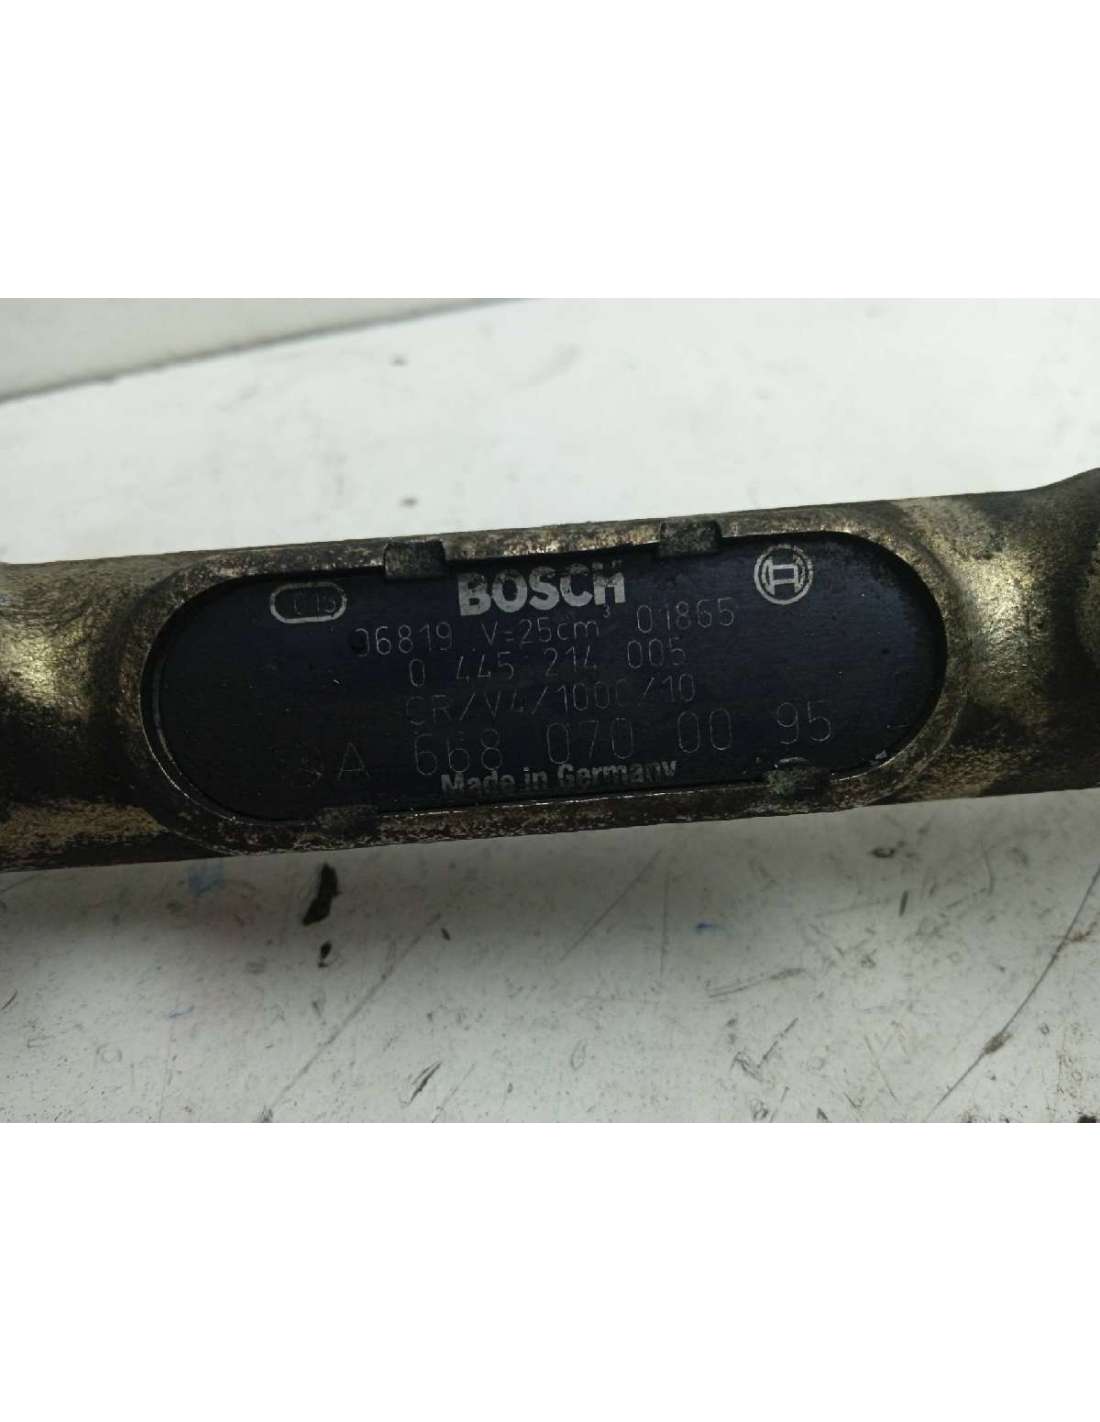 BOSCH
06819 V=25cm³ 01865
0 445 214 005
CR/V4/1000/10
A 668 070 00 95
Made in Germany